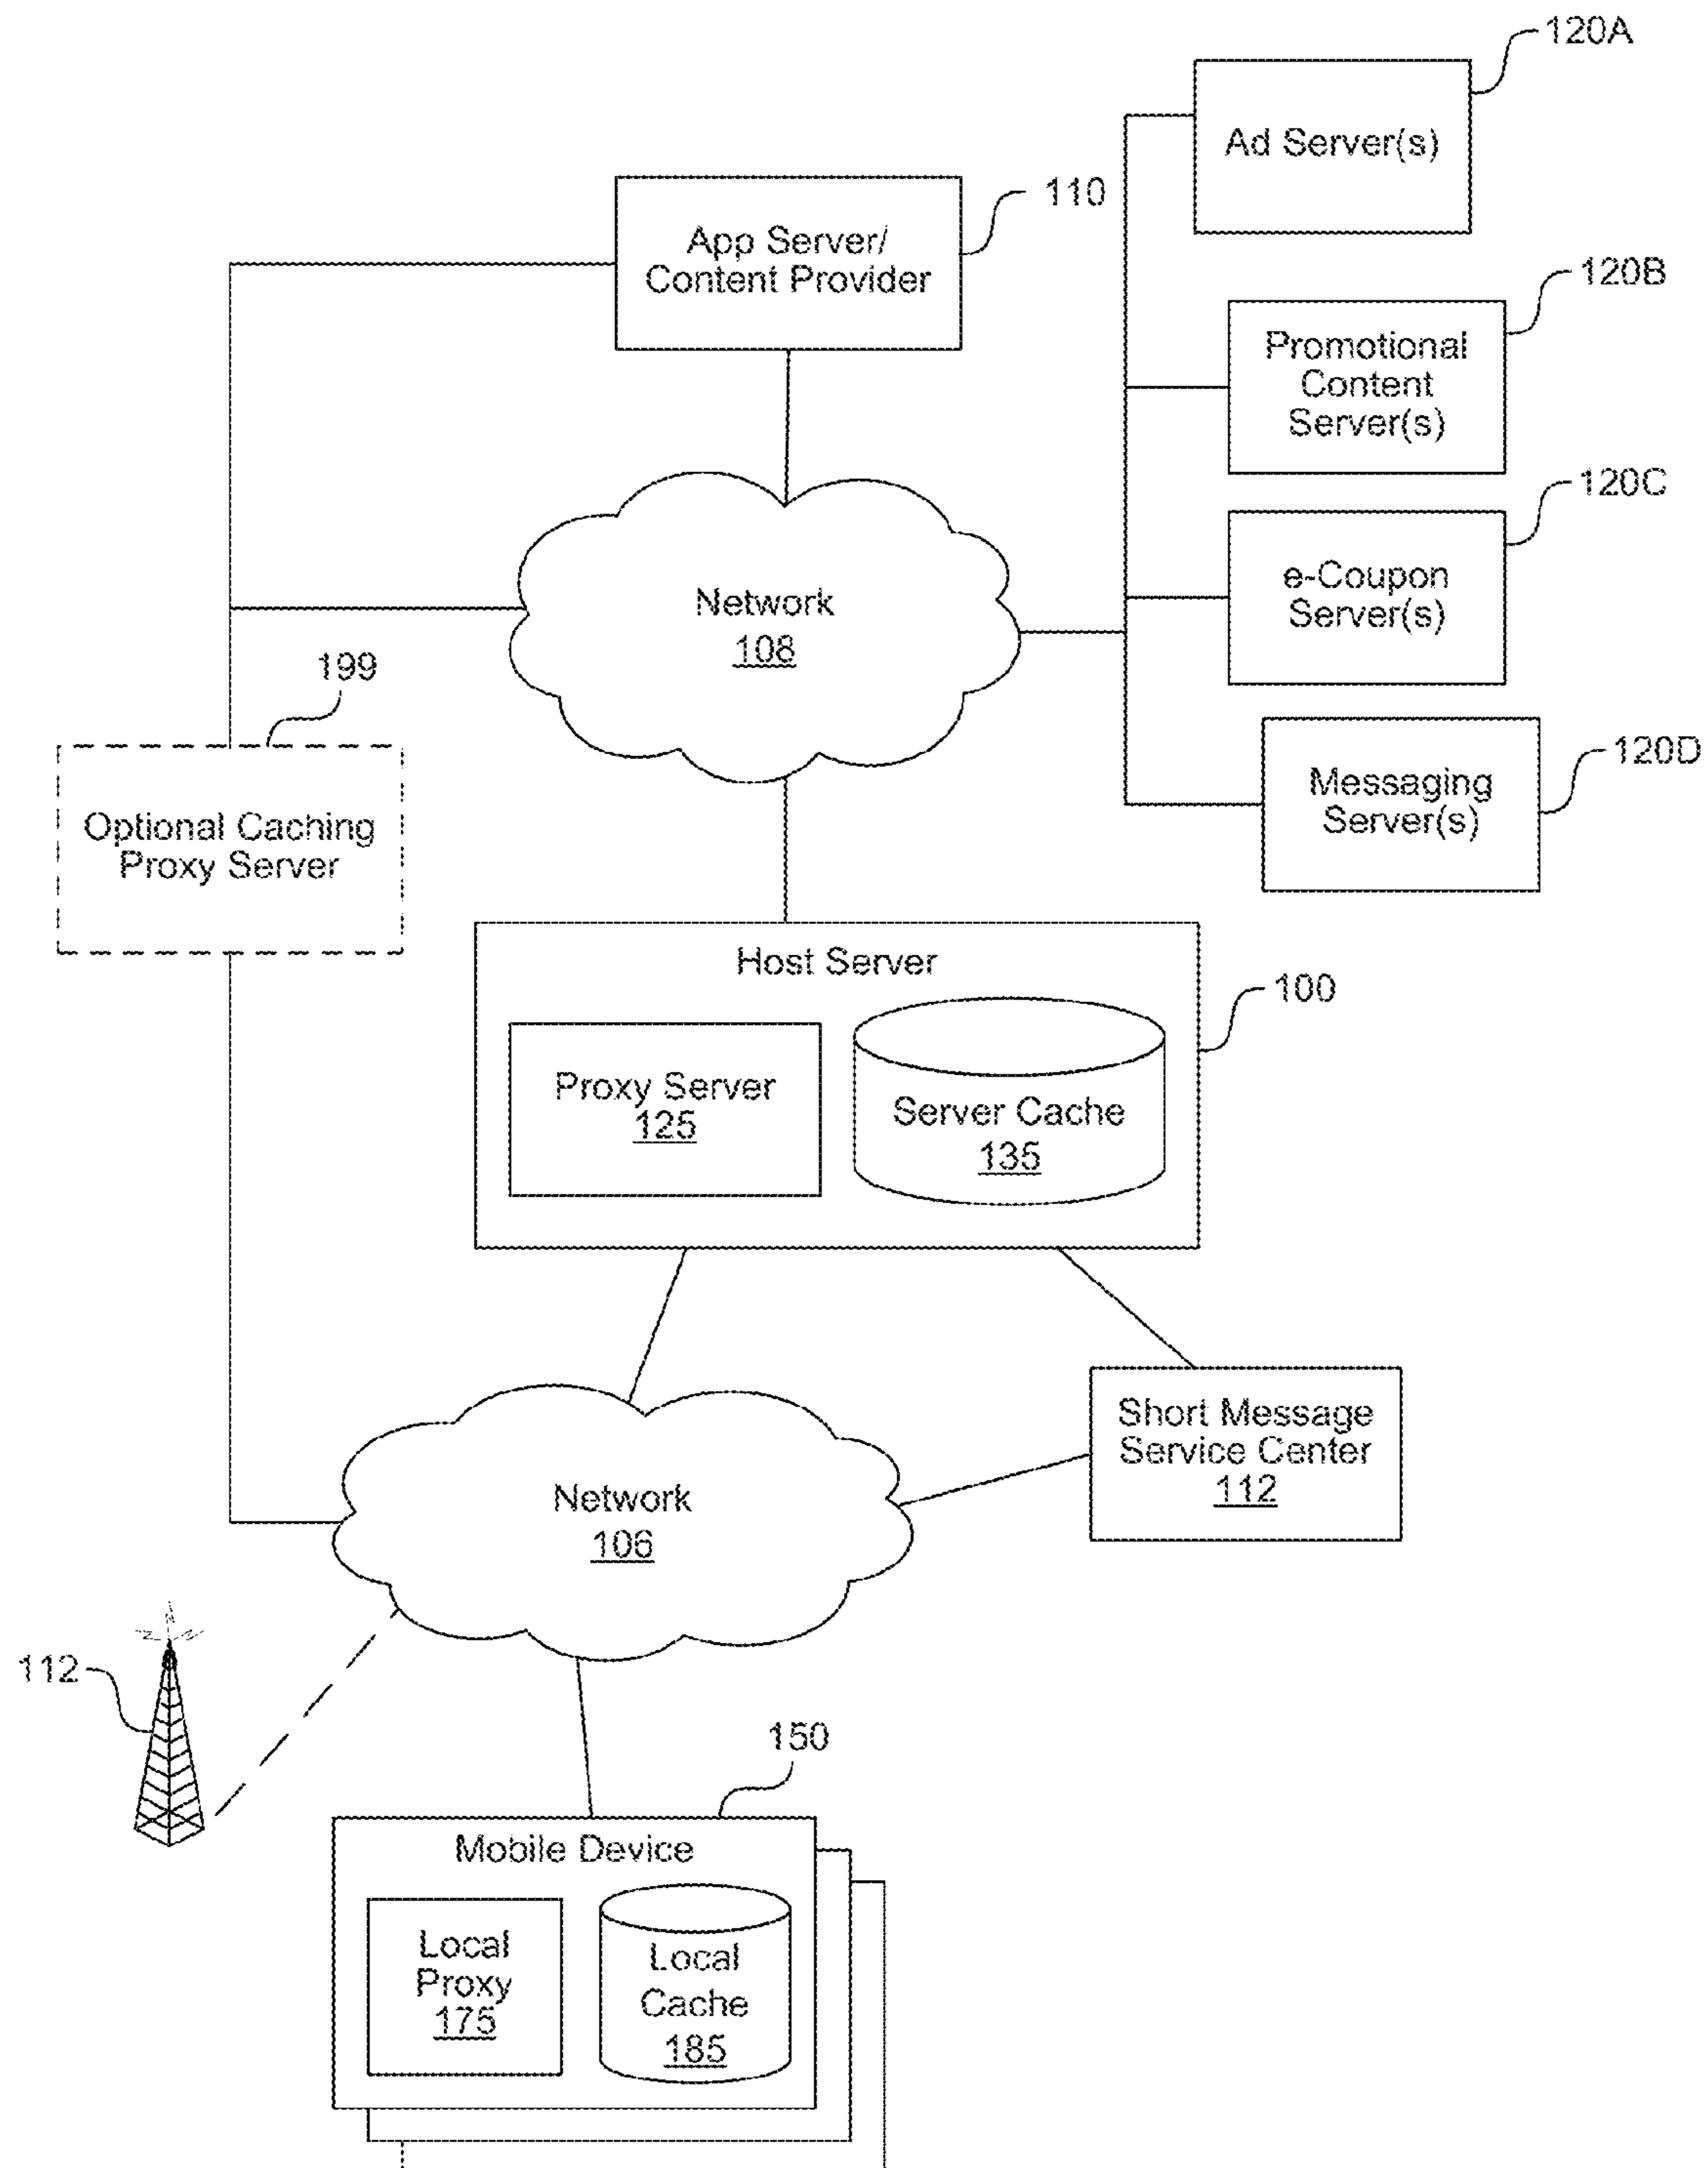 120A
Ad Server(s)
110
App Server/
Content Provider
120B
Promotional
Content
Server(s)
120C
e-Coupon
Server(s)
Network
108
199
120D
Messaging
Server(s)
Optional Caching
Proxy Server
Host Server
100
Proxy Server
125
Server Cache
135
Short Message
Service Center
112
Network
106
112
150
Mobile Device
Local
Proxy
175
Local
Cache
185